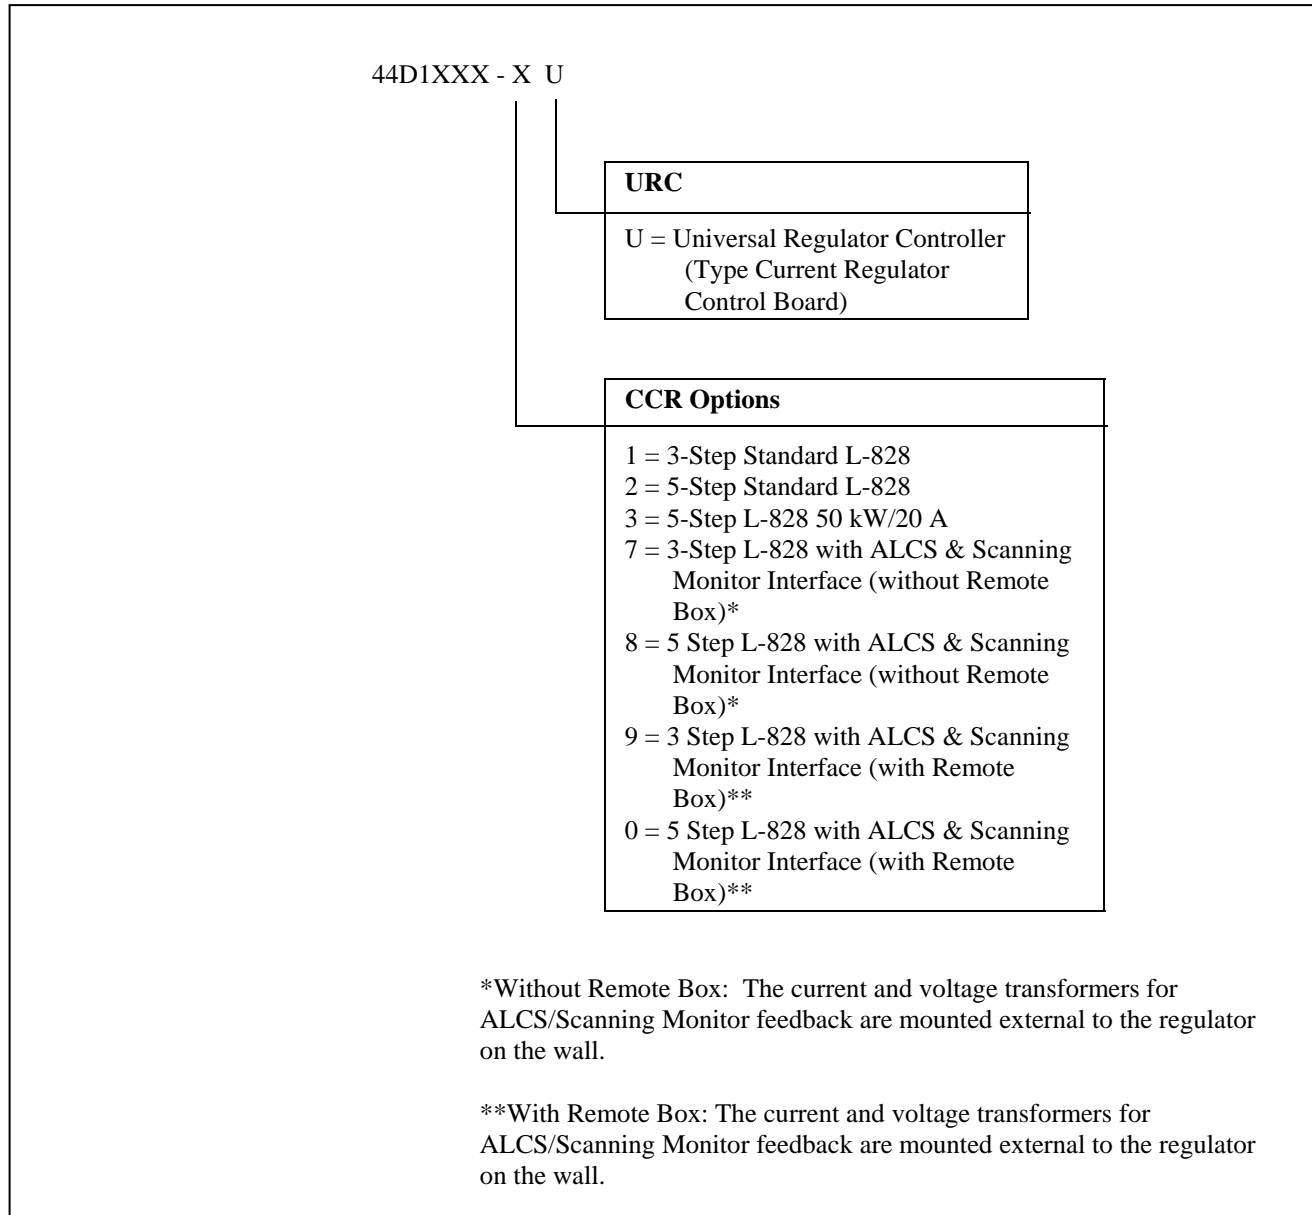 44D1XXX - X U
URC
U = Universal Regulator Controller
(Type Current Regulator
Control Board)
CCR Options
1 = 3-Step Standard L-828
2 = 5-Step Standard L-828
3 = 5-Step L-828 50 kW/20 A
7 = 3-Step L-828 with ALCS & Scanning
Monitor Interface (without Remote
Box)*
8 = 5 Step L-828 with ALCS & Scanning
Monitor Interface (without Remote
Box)*
9 = 3 Step L-828 with ALCS & Scanning
Monitor Interface (with Remote
Box)**
0 = 5 Step L-828 with ALCS & Scanning
Monitor Interface (with Remote
Box)**
*Without Remote Box:  The current and voltage transformers for
ALCS/Scanning Monitor feedback are mounted external to the regulator
on the wall.
**With Remote Box: The current and voltage transformers for
ALCS/Scanning Monitor feedback are mounted external to the regulator
on the wall.